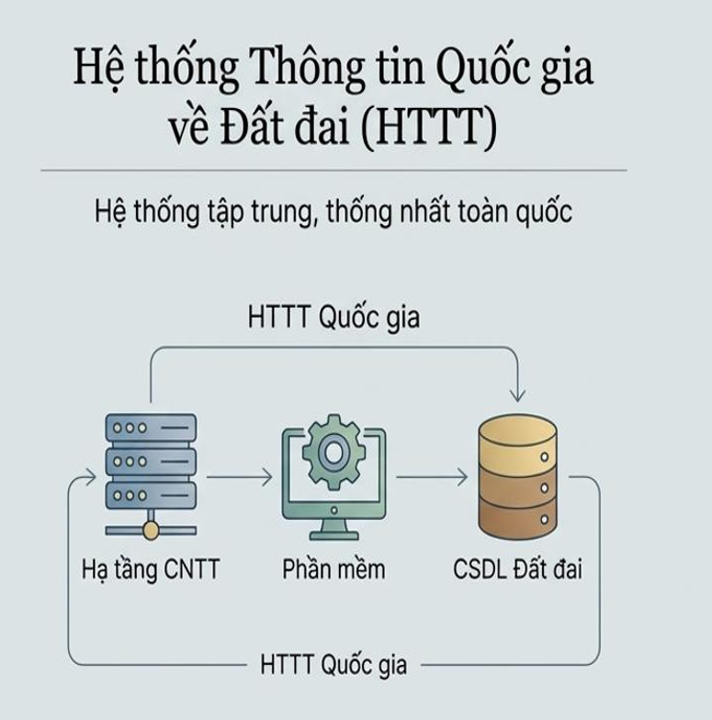 Hệ thống Thông tin Quốc gia
về Đất đai (HTTT)
Hệ thống tập trung, thống nhất toàn quốc
HTTT Quốc gia
Hạ tầng CNTT
Phần mềm
CSDL Đất đai
HTTT Quốc gia